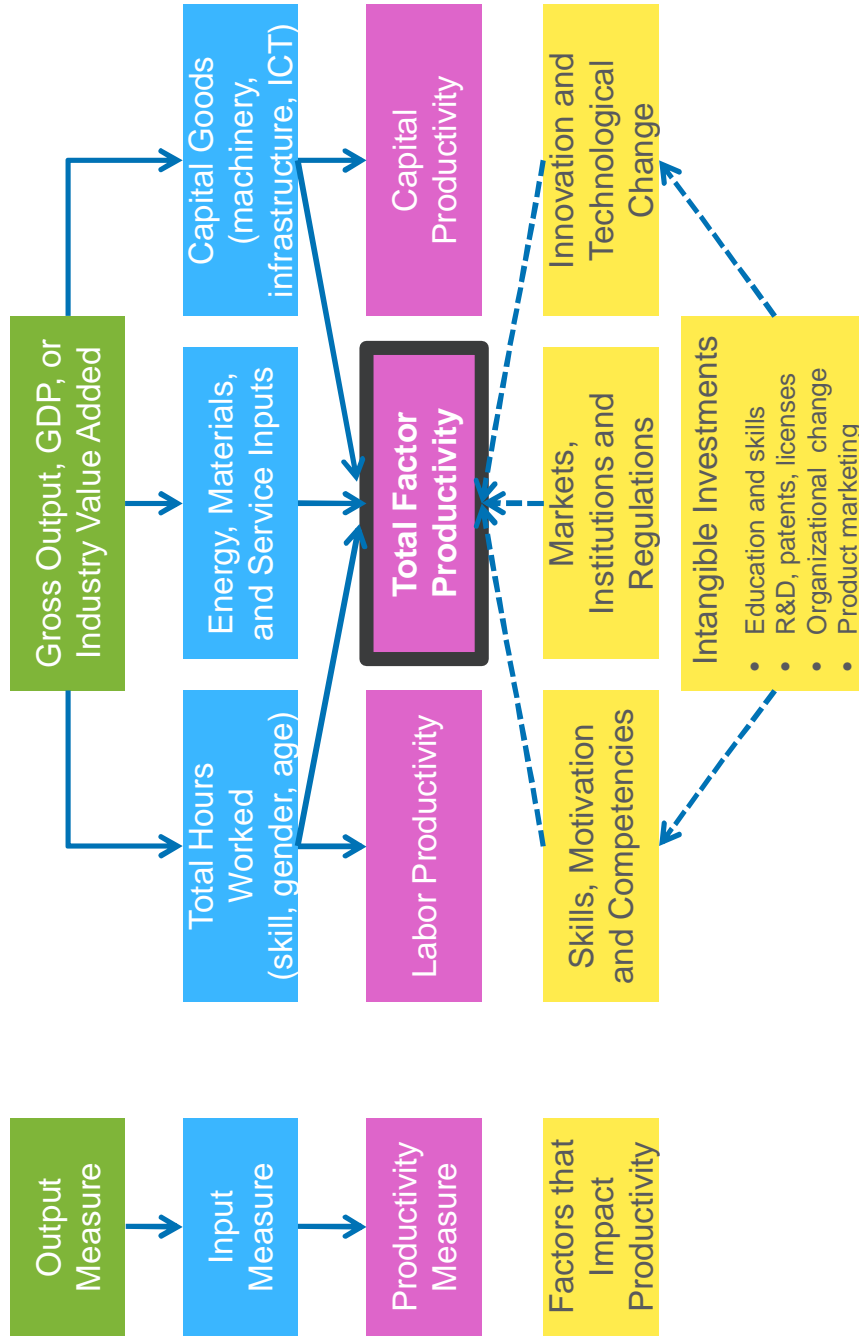 Output
Measure
Gross Output, GDP, or
Industry Value Added
Input
Measure
Total Hours
Worked
(skill, gender, age)
Energy, Materials,
and Service Inputs
Capital Goods
(machinery,
infrastructure, ICT)
Productivity
Measure
Labor Productivity
Total Factor
Productivity
Capital
Productivity
Factors that
Impact
Productivity
Skills, Motivation
and Competencies
Markets,
Institutions and
Regulations
Innovation and
Technological
Change
Intangible Investments
• Education and skills
• R&D, patents, licenses
• Organizational change
• Product marketing